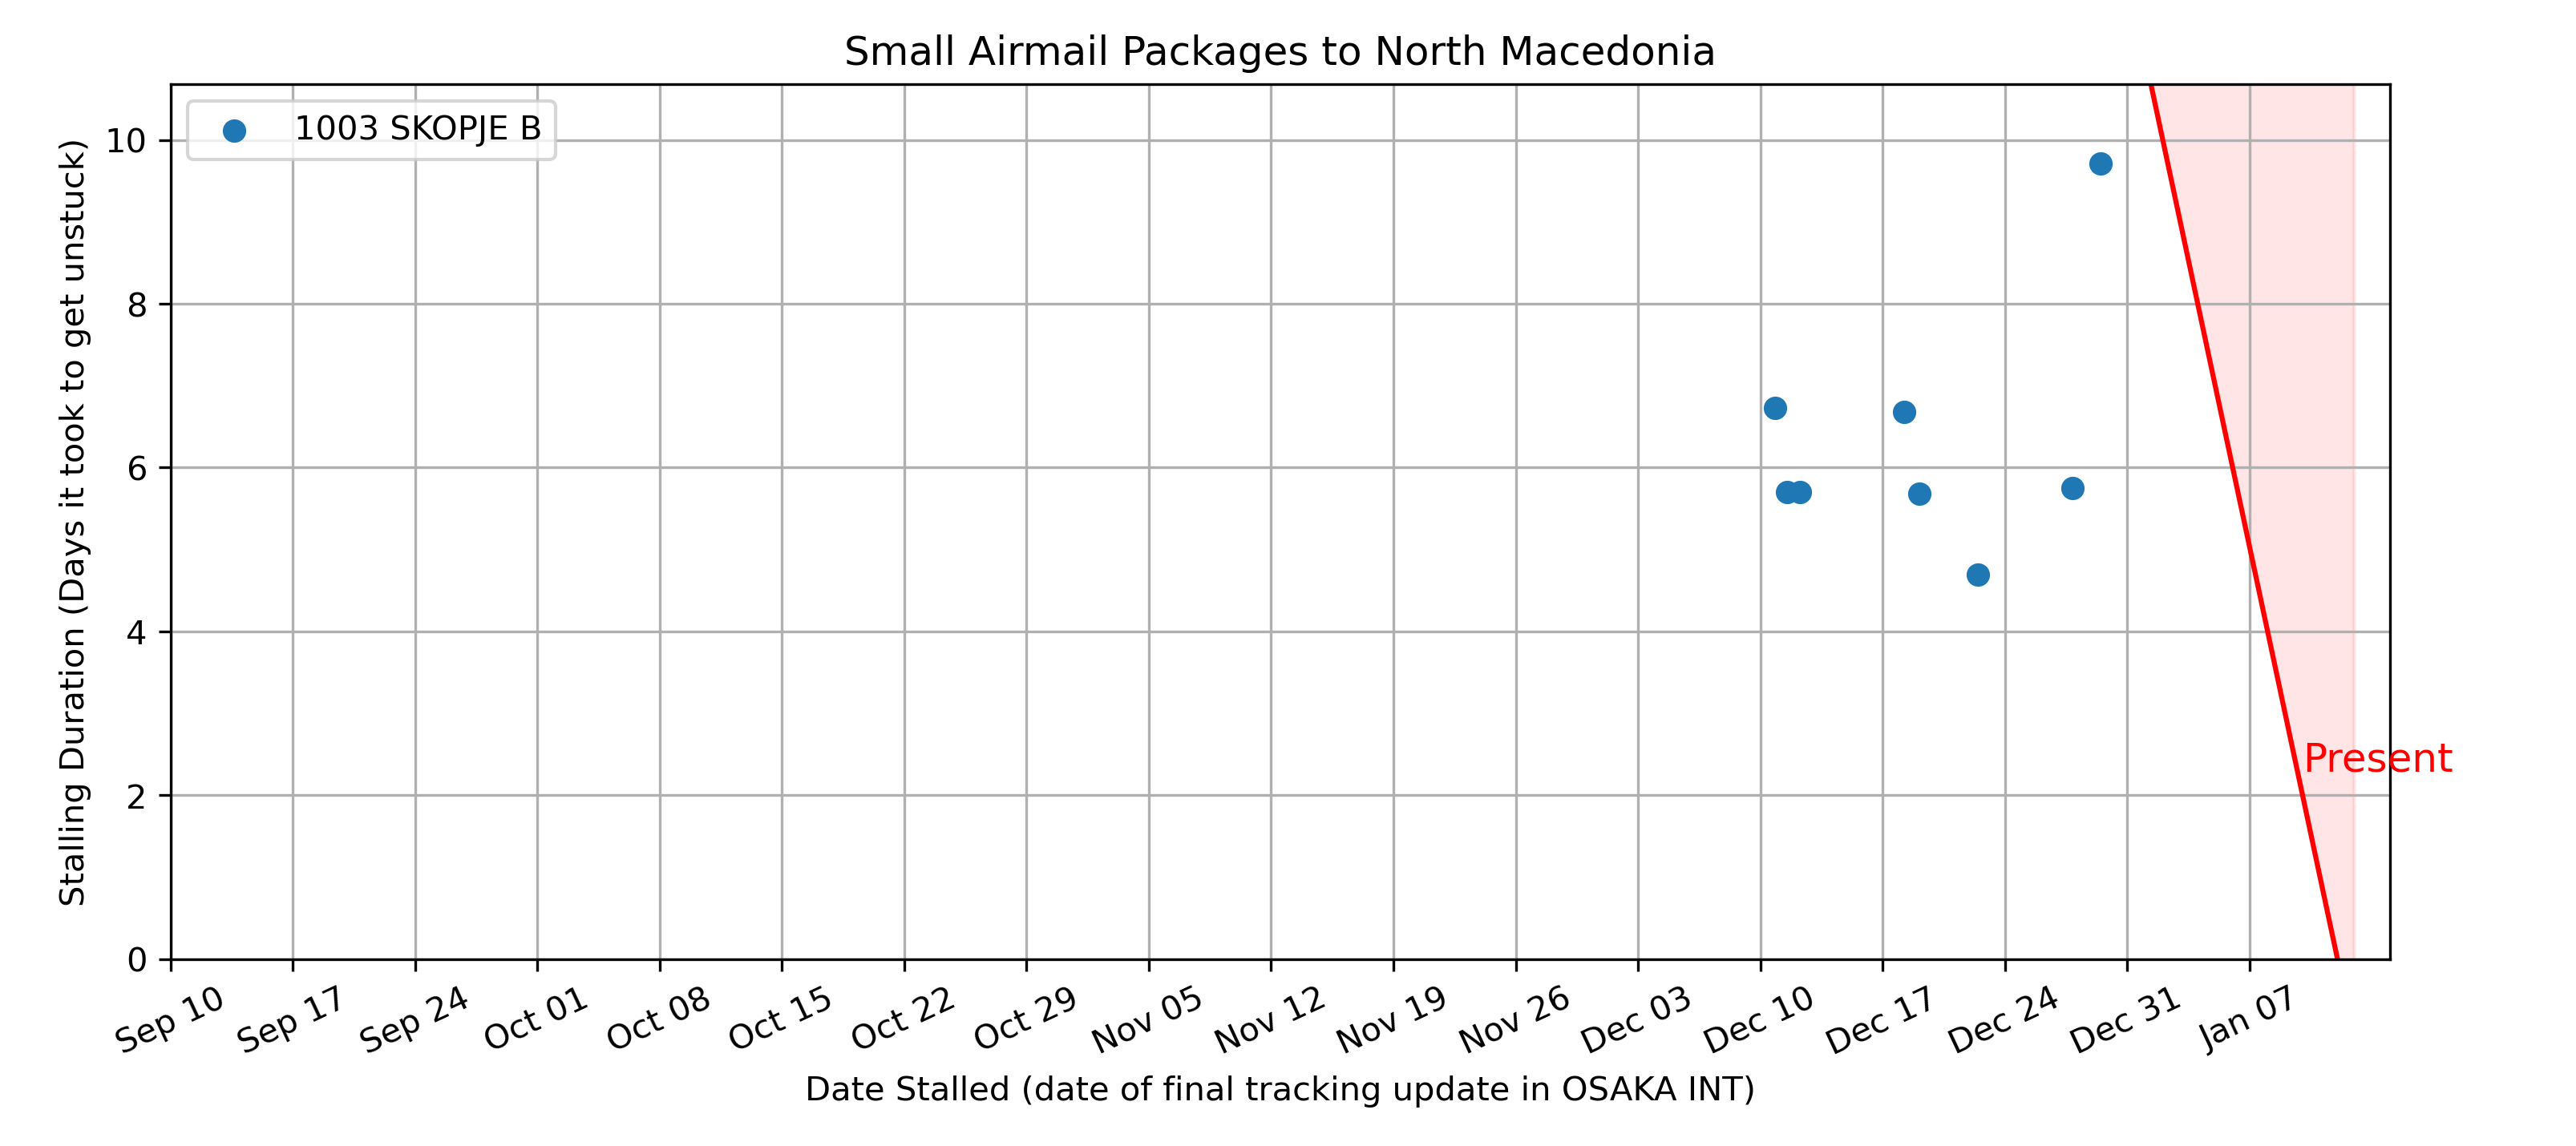 Small Airmail Packages to North Macedonia
1003 SKOPJE B
Stalling Duration (Days it took to get unstuck)
10
8
6
4
2
0
Present
Sep 10 Sep 17 Sep 24 Oct 01 Oct 08 Oct 15 Oct 22 Oct 29 Nov 05 Nov 12 Nov 19 Nov 26 Dec 03 Dec 10 Dec 17 Dec 24 Dec 31 Jan 07
Date Stalled (date of final tracking update in OSAKA INT)